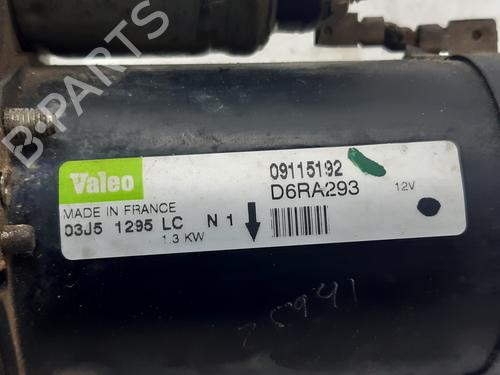 B-PARTS
Valeo
MADE IN FRANCE
03J5 1295 LC N 1
1.3 KW
09115192
D6RA293
12V